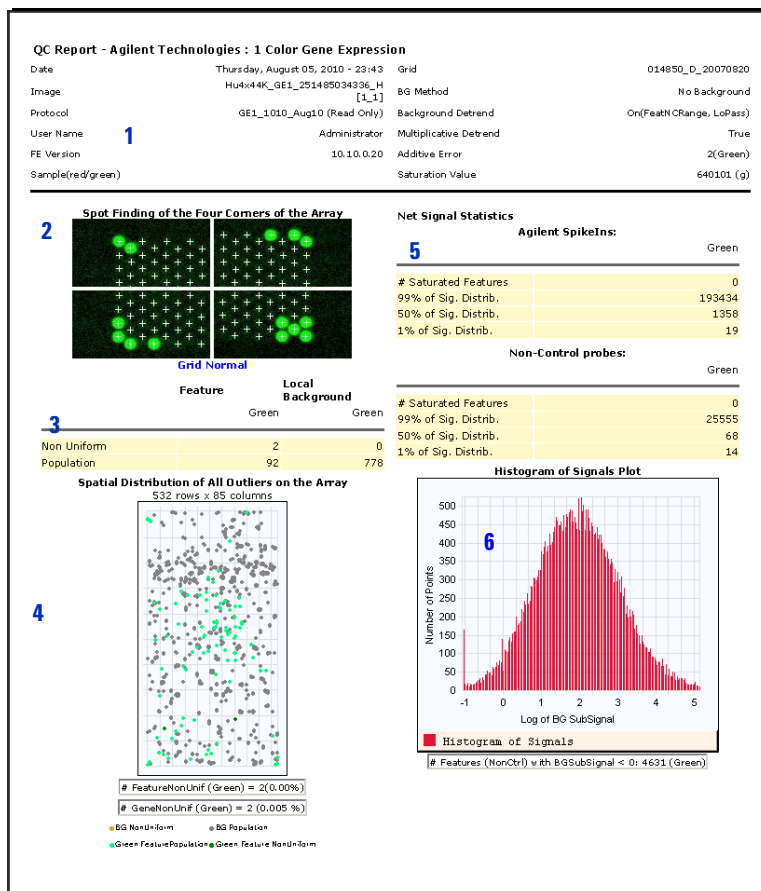 QC Report - Agilent Technologies : 1 Color Gene Expression
Date Thursday, August 05, 2010 - 23:43 Grid 014850_D_20070820
Image Hu4x44K_GE1_251485034336_H [1_1] BG Method No Background
Protocol GE1_1010_Aug10 (Read Only) Background Detrend On(FeatNCRange, LoPass)
User Name 1 Administrator Multiplicative Detrend True
FE Version 10.10.0.20 Additive Error 2(Green)
Sample(red/green) Saturation Value 640101 (g)
2
Spot Finding of the Four Corners of the Array
Grid Normal
Feature Local Background
Green Green
3
Non Uniform 2 0
Population 92 778
Spatial Distribution of All Outliers on the Array
532 rows x 85 columns
4
# FeatureNonUnif (Green) = 2(0.00%)
# GeneNonUnif (Green) = 2 (0.005 %)
BG NonUniform BG Population
Green FeaturePopulation Green Feature NonUniform
Net Signal Statistics
Agilent SpikeIns:
5
Green
# Saturated Features 0
99% of Sig. Distrib. 193434
50% of Sig. Distrib. 1358
1% of Sig. Distrib. 19
Non-Control probes:
Green
# Saturated Features 0
99% of Sig. Distrib. 25555
50% of Sig. Distrib. 68
1% of Sig. Distrib. 14
Histogram of Signals Plot
6
Number of Points
500
450
400
350
300
250
200
150
100
50
0
-1 0 1 2 3 4 5
Log of BG SubSignal
Histogram of Signals
# Features (NonCtrl) with BGSubSignal < 0: 4631 (Green)